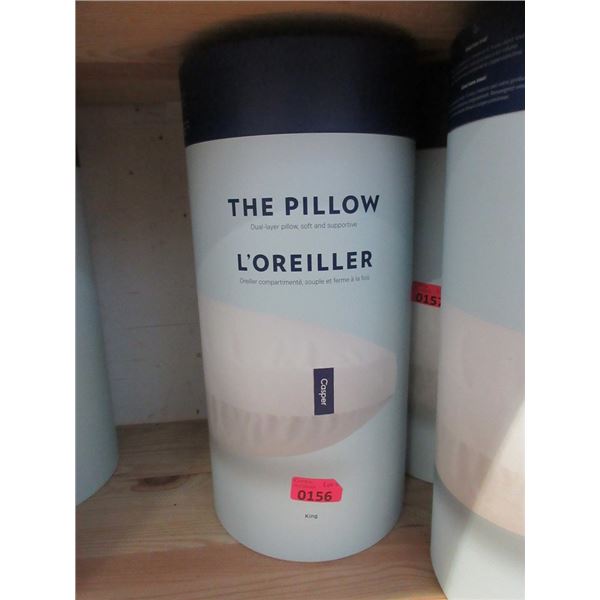 THE PILLOW
Dual-layer pillow, soft and supportive
L'OREILLER
Oreiller compartimenté, souple et ferme à la fois
Casper
0156
King
0157